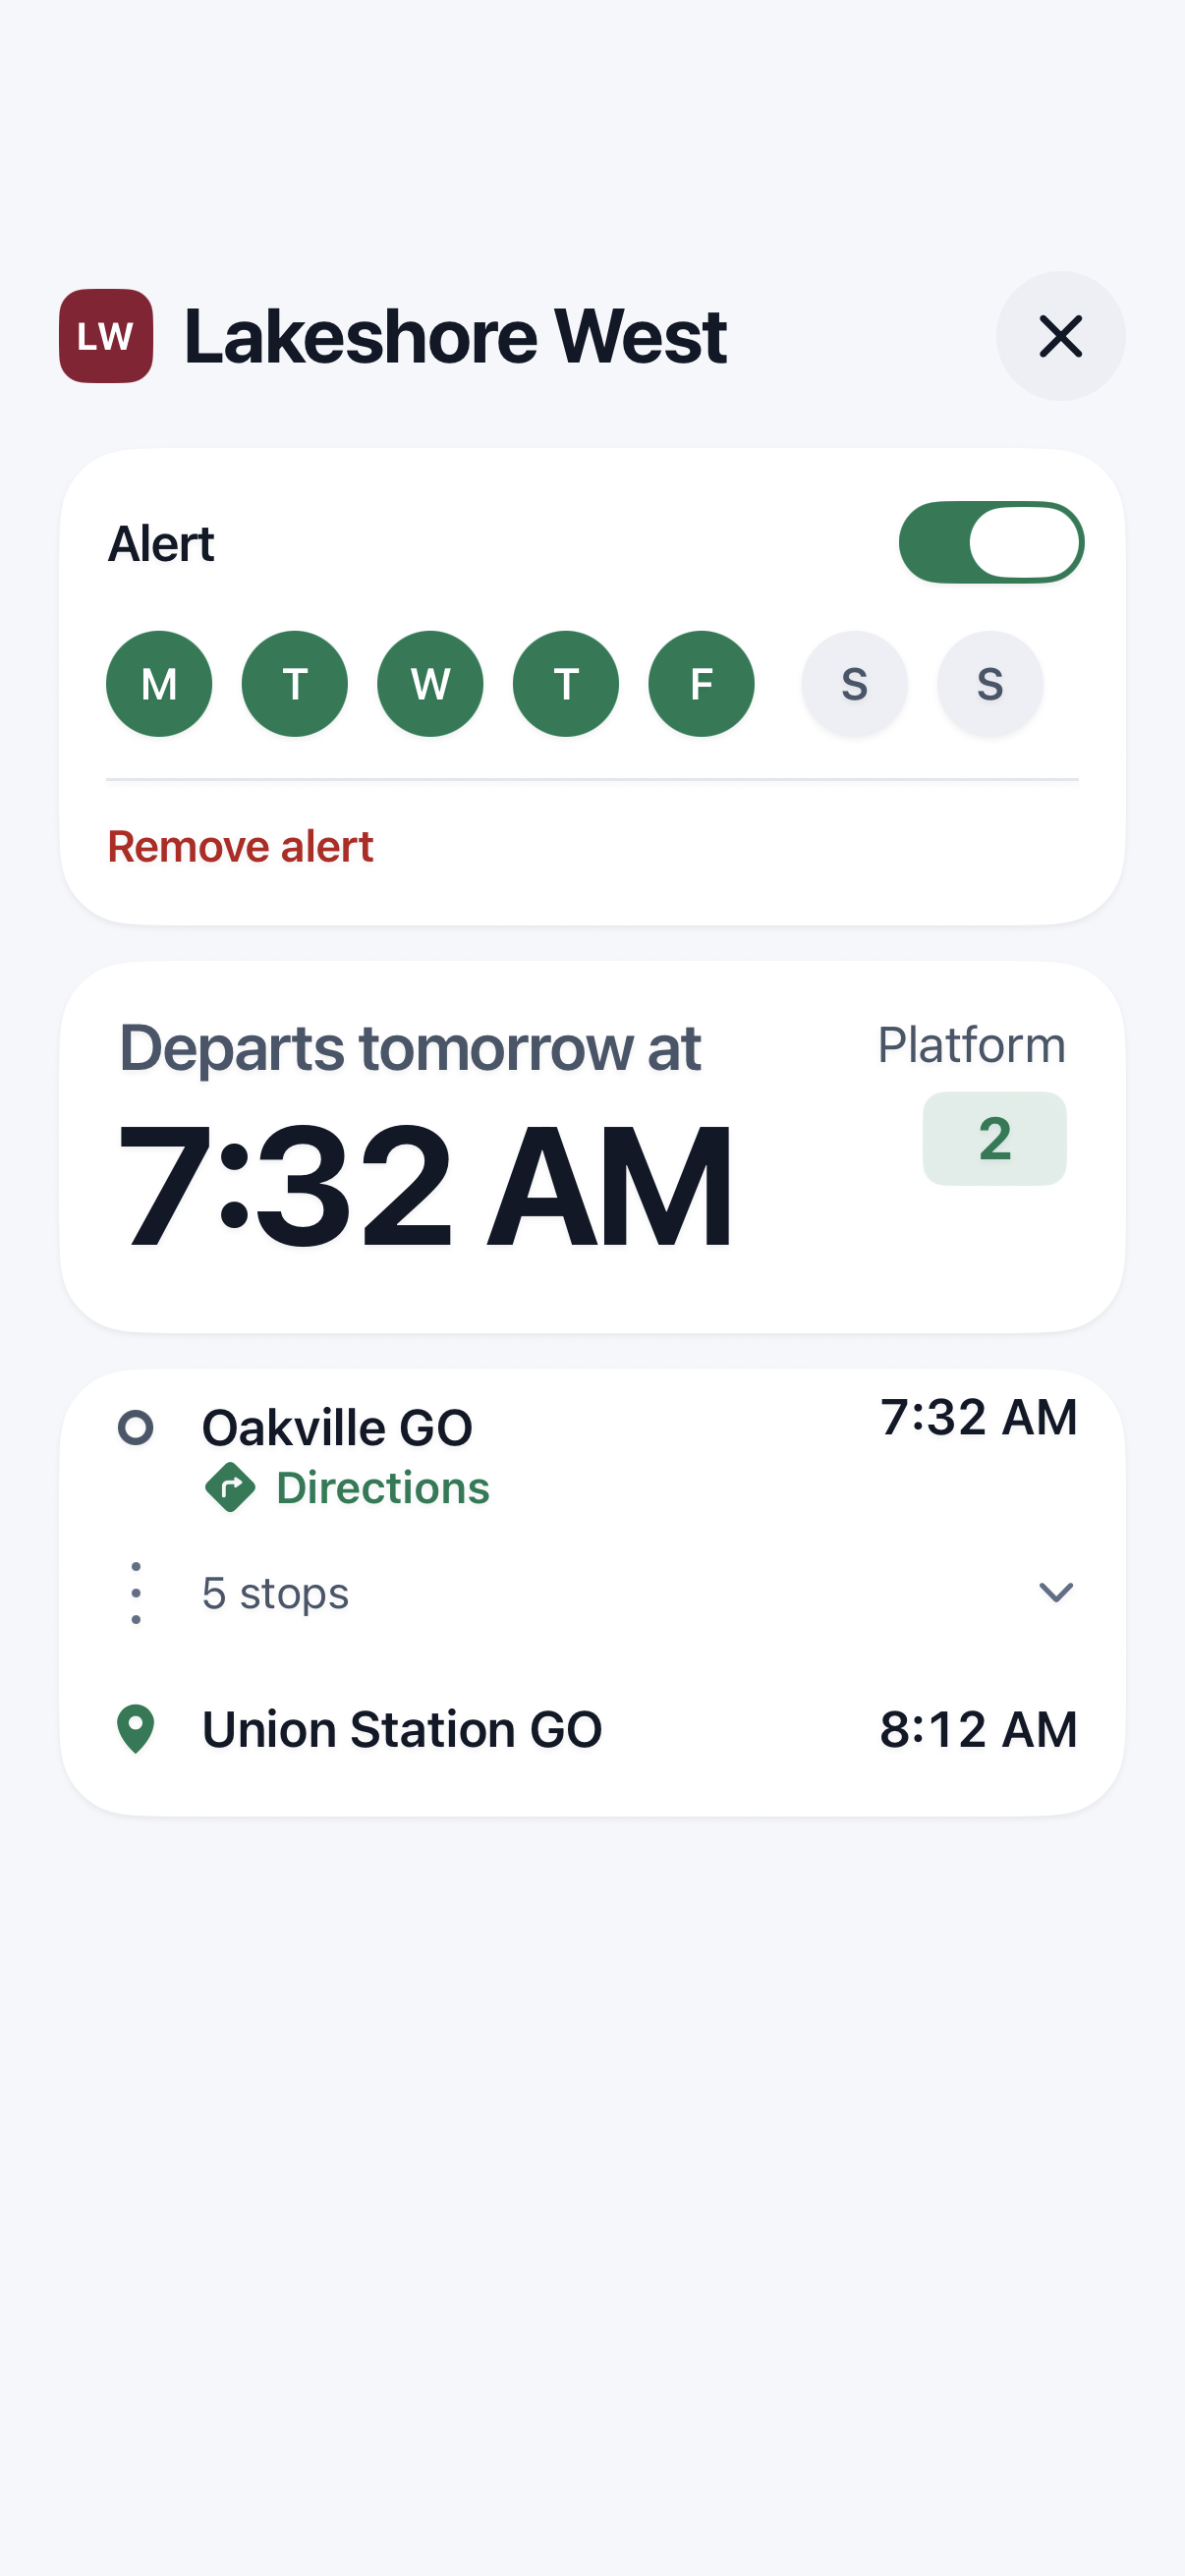 LW Lakeshore West
Alert
M T W T F S S
Remove alert
Departs tomorrow at
Platform
7:32 AM
2
Oakville GO 7:32 AM
Directions
5 stops
Union Station GO 8:12 AM